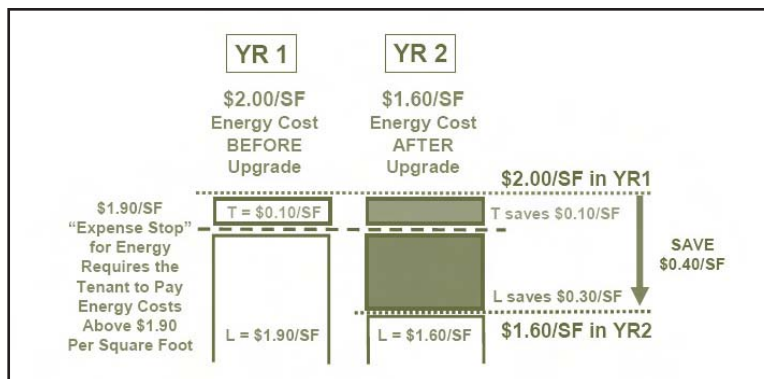 YR 1
YR 2
$2.00/SF
Energy Cost
BEFORE
Upgrade
$1.60/SF
Energy Cost
AFTER
Upgrade
$2.00/SF in YR1
$1.90/SF
“Expense Stop”
for Energy
Requires the
Tenant to Pay
Energy Costs
Above $1.90
Per Square Foot
T = $0.10/SF
T saves $0.10/SF
SAVE
$0.40/SF
L saves $0.30/SF
L = $1.90/SF
L = $1.60/SF
$1.60/SF in YR2